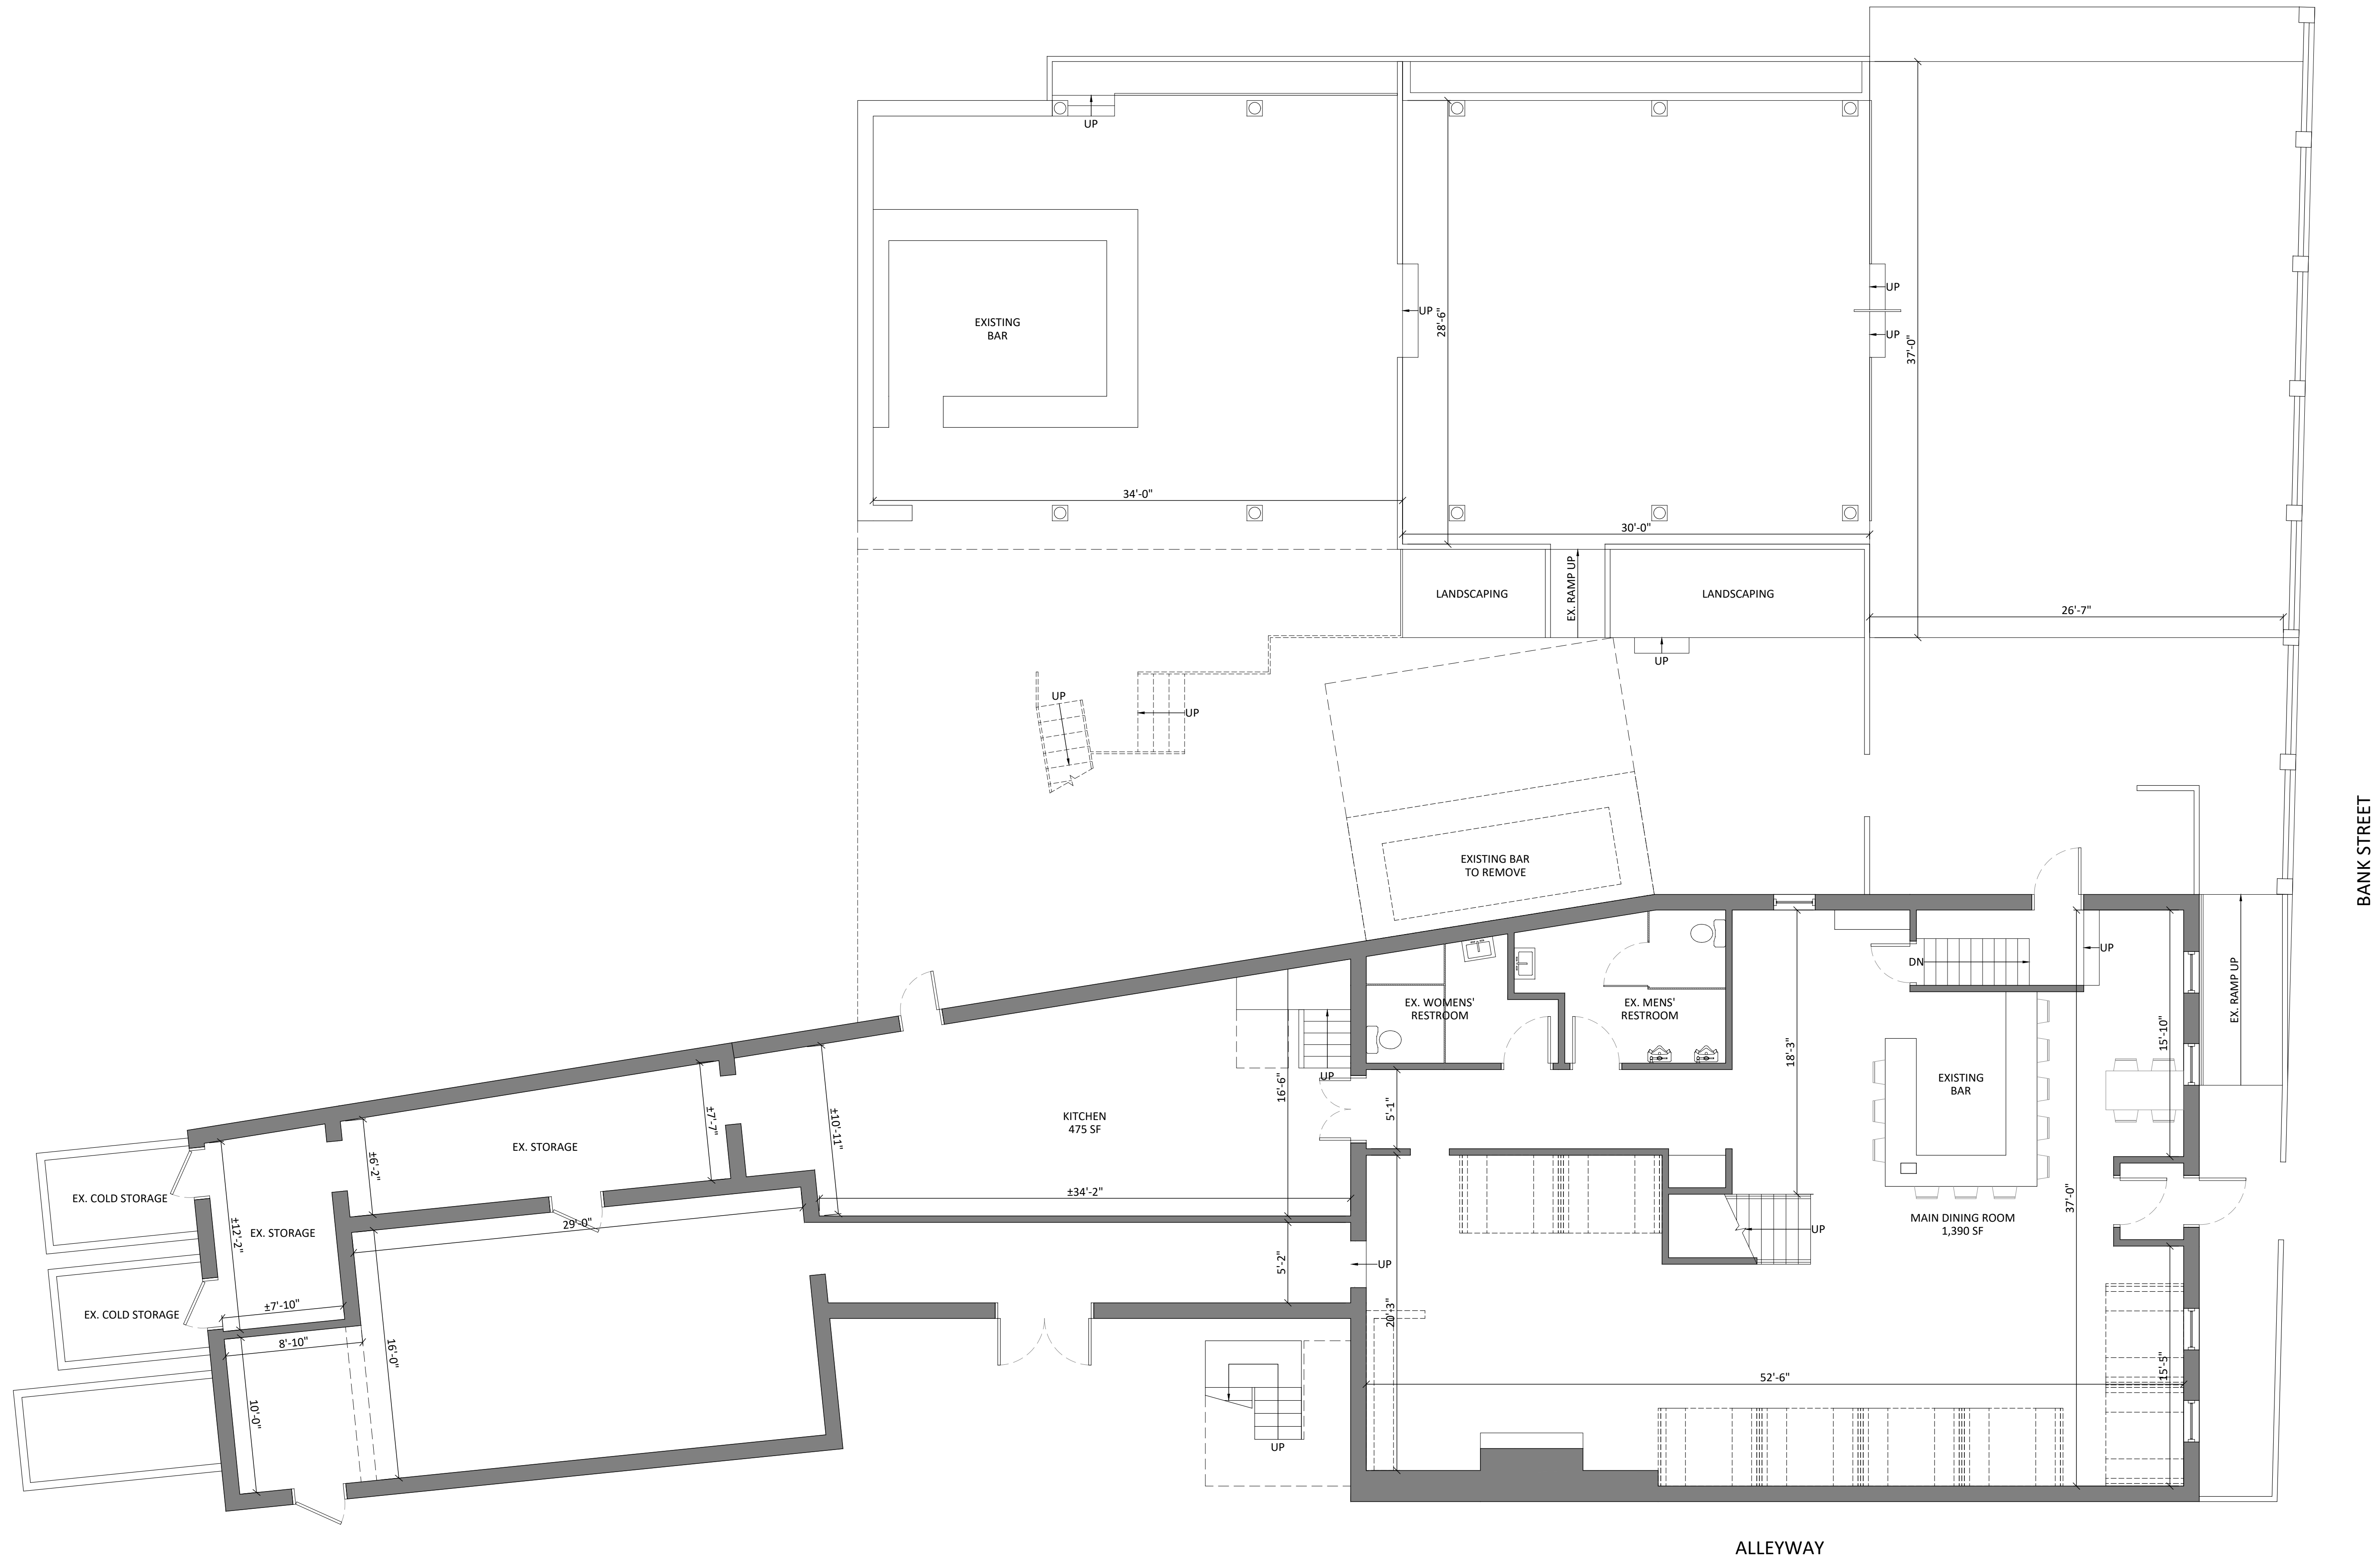 UP
EXISTING
BAR
UP
28'-6"
UP
UP
37'-0"
34'-0"
30'-0"
LANDSCAPING
EX. RAMP UP
LANDSCAPING
26'-7"
UP
UP
UP
EXISTING BAR
TO REMOVE
BANK STREET
DN
UP
EX. RAMP UP
EX. WOMENS'
RESTROOM
EX. MENS'
RESTROOM
18'-3"
15'-10"
EXISTING
BAR
UP
16'-6"
5'-1"
KITCHEN
475 SF
±10'-11"
±7'-7"
EX. STORAGE
±6'-2"
±34'-2"
EX. COLD STORAGE
±12'-2"
EX. STORAGE
29'-0"
37'-0"
MAIN DINING ROOM
1,390 SF
UP
5'-2"
UP
EX. COLD STORAGE
±7'-10"
8'-10"
16'-0"
20'-3"
15'-5"
52'-6"
10'-0"
UP
ALLEYWAY